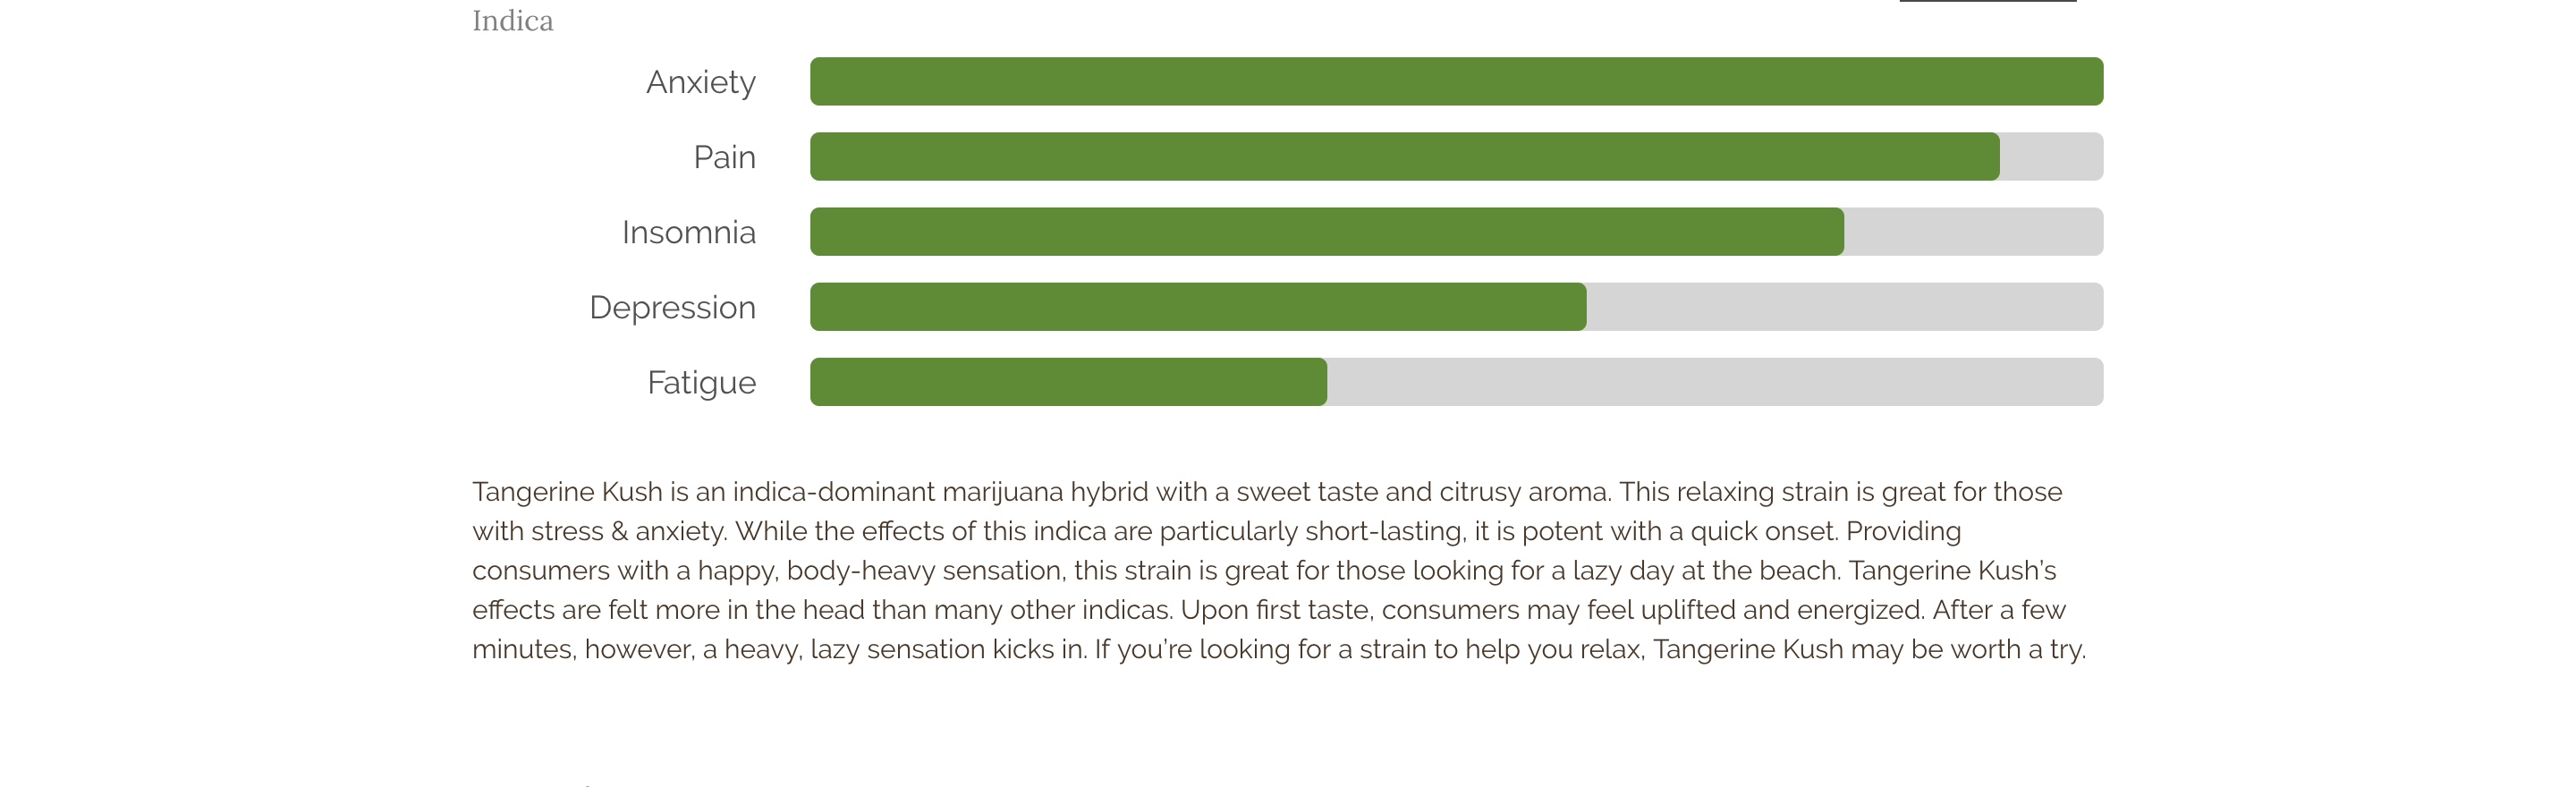 Indica
Anxiety
Pain
Insomnia
Depression
Fatigue
Tangerine Kush is an indica-dominant marijuana hybrid with a sweet taste and citrusy aroma. This relaxing strain is great for those
with stress & anxiety. While the effects of this indica are particularly short-lasting, it is potent with a quick onset. Providing
consumers with a happy, body-heavy sensation, this strain is great for those looking for a lazy day at the beach. Tangerine Kush’s
effects are felt more in the head than many other indicas. Upon first taste, consumers may feel uplifted and energized. After a few
minutes, however, a heavy, lazy sensation kicks in. If you’re looking for a strain to help you relax, Tangerine Kush may be worth a try.